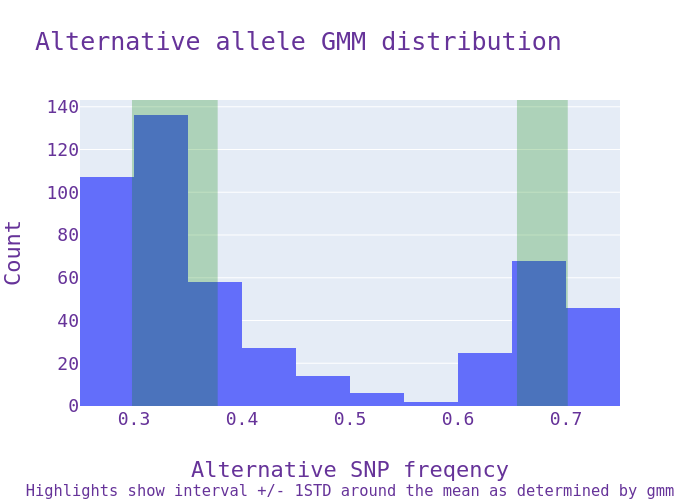 Alternative allele GMM distribution
140
120
100
80
60
40
20
0
Count
0.3 0.4 0.5 0.6 0.7
Alternative SNP freqency
Highlights show interval +/- 1STD around the mean as determined by gmm